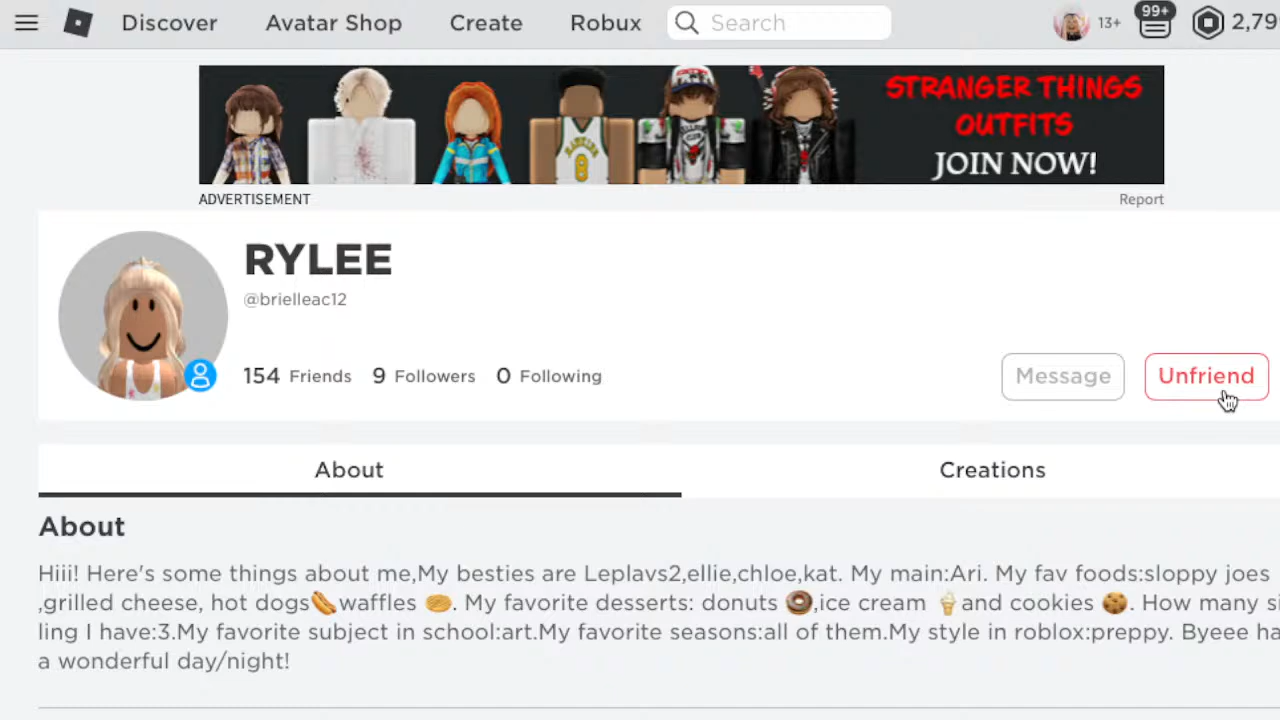 Discover Avatar Shop Create Robux Search 13+ 99+ 2,79
STRANGER THINGS
OUTFITS
JOIN NOW!
ADVERTISEMENT Report
RYLEE
@brielleac12
154 Friends 9 Followers 0 Following
Message Unfriend
About Creations
About
Hiii! Here's some things about me,My besties are Leplavs2,ellie,chloe,kat. My main:Ari. My fav foods:sloppy joes
,grilled cheese, hot dogs🌭waffles 🧇. My favorite desserts: donuts 🍩,ice cream 🍦and cookies 🍪. How many si
ling I have:3.My favorite subject in school:art.My favorite seasons:all of them.My style in roblox:preppy. Byeee ha
a wonderful day/night!